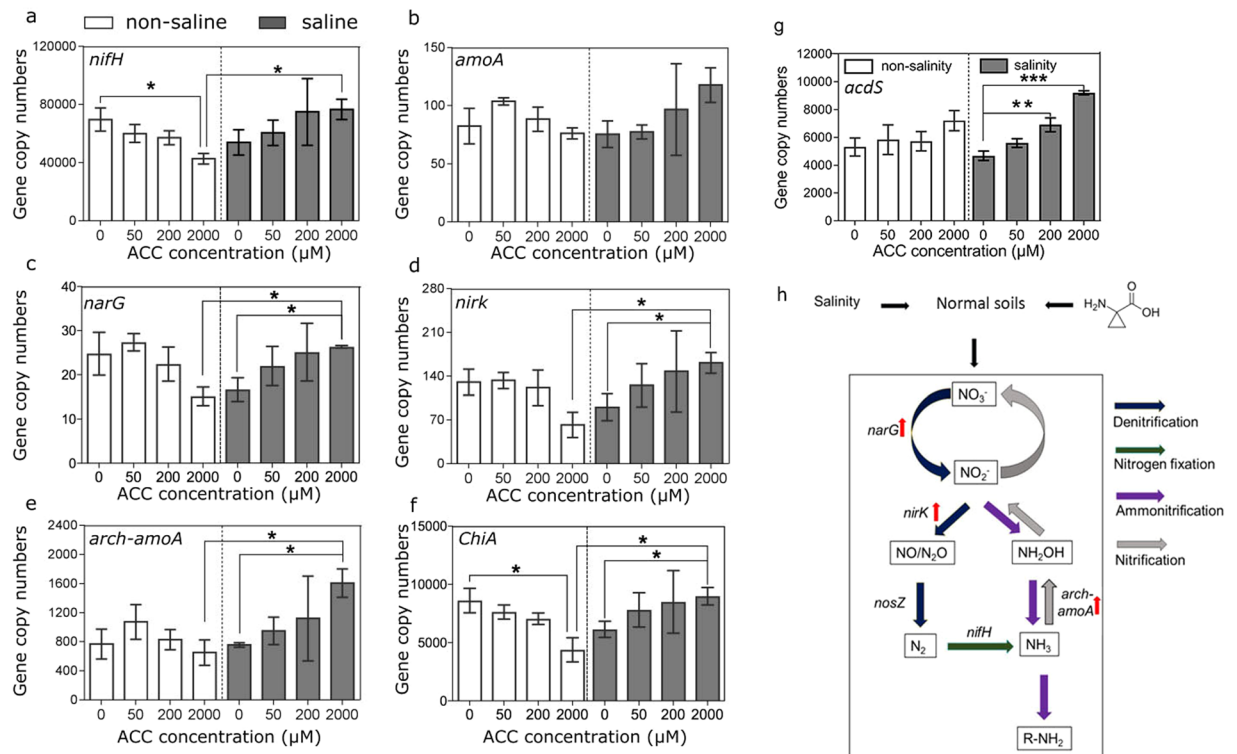 a
non-saline
saline
nifH
Gene copy numbers
120000
80000
40000
0
*
*
0 50 200 2000 0 50 200 2000
ACC concentration (µM)
b
amoA
Gene copy numbers
150
100
50
0
0 50 200 2000 0 50 200 2000
ACC concentration (µM)
g
non-salinity
salinity
acdS
Gene copy numbers
12000
10000
8000
6000
4000
2000
0
***
**
0 50 200 2000 0 50 200 2000
ACC concentration (µM)
c
narG
Gene copy numbers
40
30
20
10
0
*
*
0 50 200 2000 0 50 200 2000
ACC concentration (µM)
d
nirk
Gene copy numbers
280
210
140
70
0
*
*
0 50 200 2000 0 50 200 2000
ACC concentration (µM)
e
arch-amoA
Gene copy numbers
2400
2000
1600
1200
800
400
0
*
*
0 50 200 2000 0 50 200 2000
ACC concentration (µM)
f
ChiA
Gene copy numbers
15000
10000
5000
0
*
*
*
0 50 200 2000 0 50 200 2000
ACC concentration (µM)
h
Salinity
Normal soils
H₂N
O
OH
NO₃⁻
narG
NO₂⁻
nirK
NO/N₂O
NH₂OH
nosZ
arch-
amoA
nifH
N₂
NH₃
R-NH₂
Denitrification
Nitrogen fixation
Ammonitrification
Nitrification